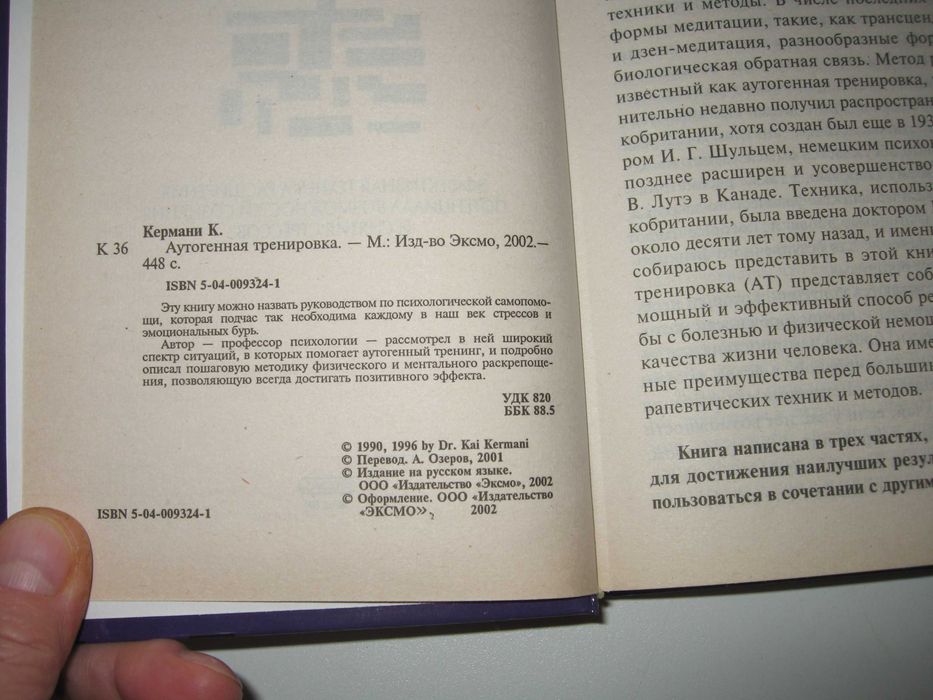 Кермани К.
К 36 Аутогенная тренировка. — М.: Изд-во Эксмо, 2002.—
448 с.
ISBN 5-04-009324-1
Эту книгу можно назвать руководством по психологической самопомо-
щи, которая подчас так необходима каждому в наш век стрессов и
эмоциональных бурь.
Автор — профессор психологии — рассмотрел в ней широкий
спектр ситуаций, в которых помогает аутогенный тренинг, и подробно
описал пошаговую методику физического и ментального раскрепоще-
ния, позволяющую всегда достигать позитивного эффекта.
УДК 820
ББК 88.5
© 1990, 1996 by Dr. Kai Kermani
© Перевод. А. Озеров, 2001
© Издание на русском языке.
ООО «Издательство «Эксмо», 2002
© Оформление. ООО «Издательство
«ЭКСМО», 2002
ISBN 5-04-009324-1
техники и методы. В числе последних
формы медитации, такие, как трансценд
и дзен-медитация, разнообразные фор
биологическая обратная связь. Метод р
известный как аутогенная тренировка,
нительно недавно получил распростран
кобритании, хотя создан был еще в 193
ром И. Г. Шульцем, немецким психо
позднее расширен и усовершенство
В. Лутэ в Канаде. Техника, использ
кобритании, была введена доктором
около десяти лет тому назад, и имен
собираюсь представить в этой кни
тренировка (АТ) представляет соб
мощный и эффективный способ ре
бы с болезнью и физической немощ
качества жизни человека. Она име
ные преимущества перед большин
рапевтических техник и методов.
Книга написана в трех частях,
для достижения наилучших резул
пользоваться в сочетании с другим